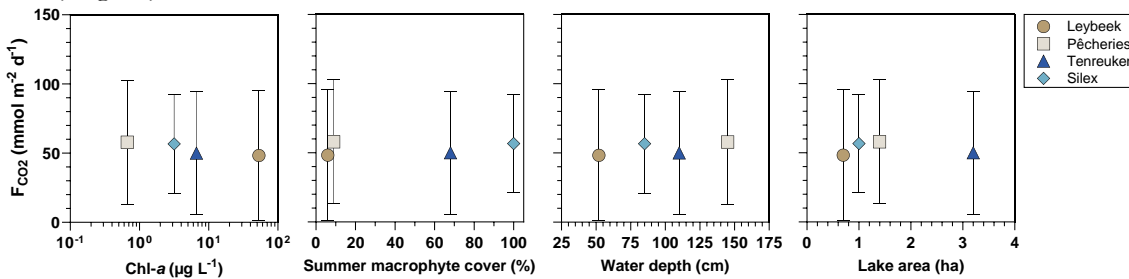 150
100
50
0
F_CO2 (mmol m⁻² d⁻¹)
10⁻¹ 10⁰ 10¹ 10²
Chl-a (µg L⁻¹)
0 20 40 60 80 100
Summer macrophyte cover (%)
25 50 75 100 125 150 175
Water depth (cm)
0 1 2 3 4
Lake area (ha)
Leybeek
Pêcheries
Tenreuken
Silex